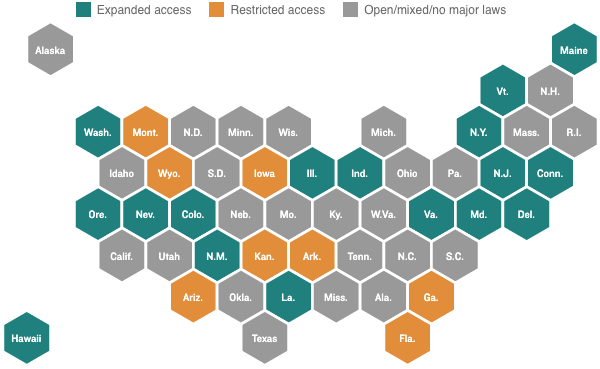 Expanded access Restricted access Open/mixed/no major laws
Alaska Maine
Vt. N.H.
Wash. Mont. N.D. Minn. Wis. Mich. N.Y. Mass. R.I.
Idaho Wyo. S.D. Iowa Ill. Ind. Ohio Pa. N.J. Conn.
Ore. Nev. Colo. Neb. Mo. Ky. W.Va. Va. Md. Del.
Calif. Utah N.M. Kan. Ark. Tenn. N.C. S.C.
Ariz. Okla. La. Miss. Ala. Ga.
Hawaii Texas Fla.